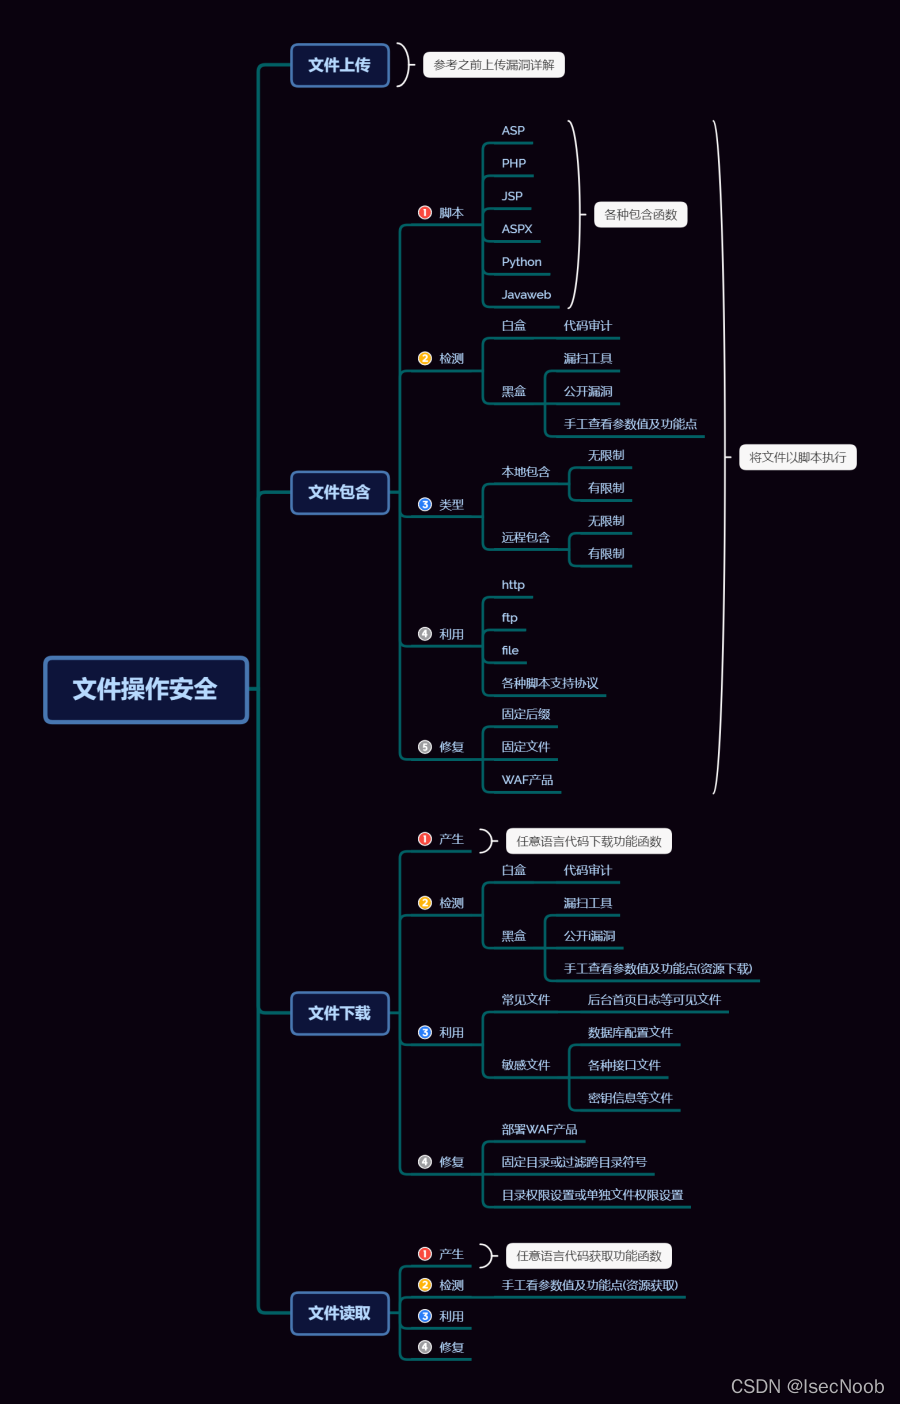 文件操作安全
文件上传
参考之前上传漏洞详解
文件包含
1 脚本
ASP
PHP
JSP
ASPX
Python
Javaweb
各种包含函数
2 检测
白盒
代码审计
黑盒
漏扫工具
公开漏洞
手工查看参数值及功能点
3 类型
本地包含
无限制
有限制
远程包含
无限制
有限制
4 利用
http
ftp
file
各种脚本支持协议
5 修复
固定后缀
固定文件
WAF产品
将文件以脚本执行
文件下载
1 产生
任意语言代码下载功能函数
2 检测
白盒
代码审计
黑盒
漏扫工具
公开i漏洞
手工查看参数值及功能点(资源下载)
3 利用
常见文件
后台首页日志等可见文件
敏感文件
数据库配置文件
各种接口文件
密钥信息等文件
4 修复
部署WAF产品
固定目录或过滤跨目录符号
目录权限设置或单独文件权限设置
文件读取
1 产生
任意语言代码获取功能函数
2 检测
手工看参数值及功能点(资源获取)
3 利用
4 修复
CSDN @IsecNoob